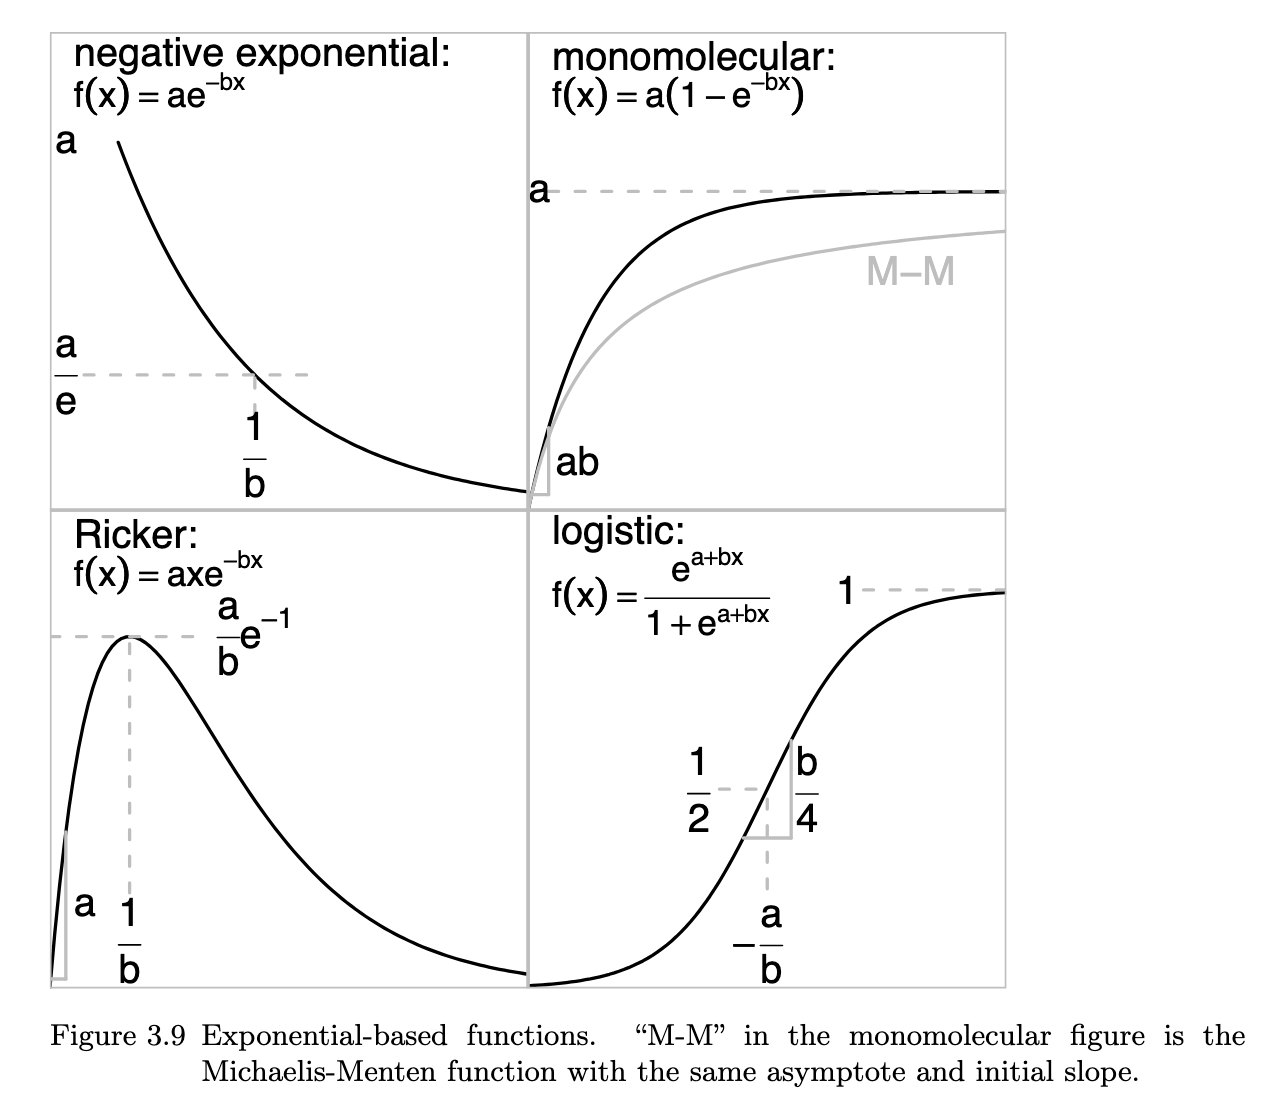 negative exponential:
f(x) = ae^{−bx}
a
a/e
1/b
monomolecular:
f(x) = a(1 − e^{−bx})
a
M–M
ab
Ricker:
f(x) = axe^{−bx}
a/b e^{−1}
a
1/b
logistic:
f(x) = e^{a+bx}/(1 + e^{a+bx})
1
1/2
b/4
−a/b
Figure 3.9 Exponential-based functions. “M-M” in the monomolecular figure is the
Michaelis-Menten function with the same asymptote and initial slope.